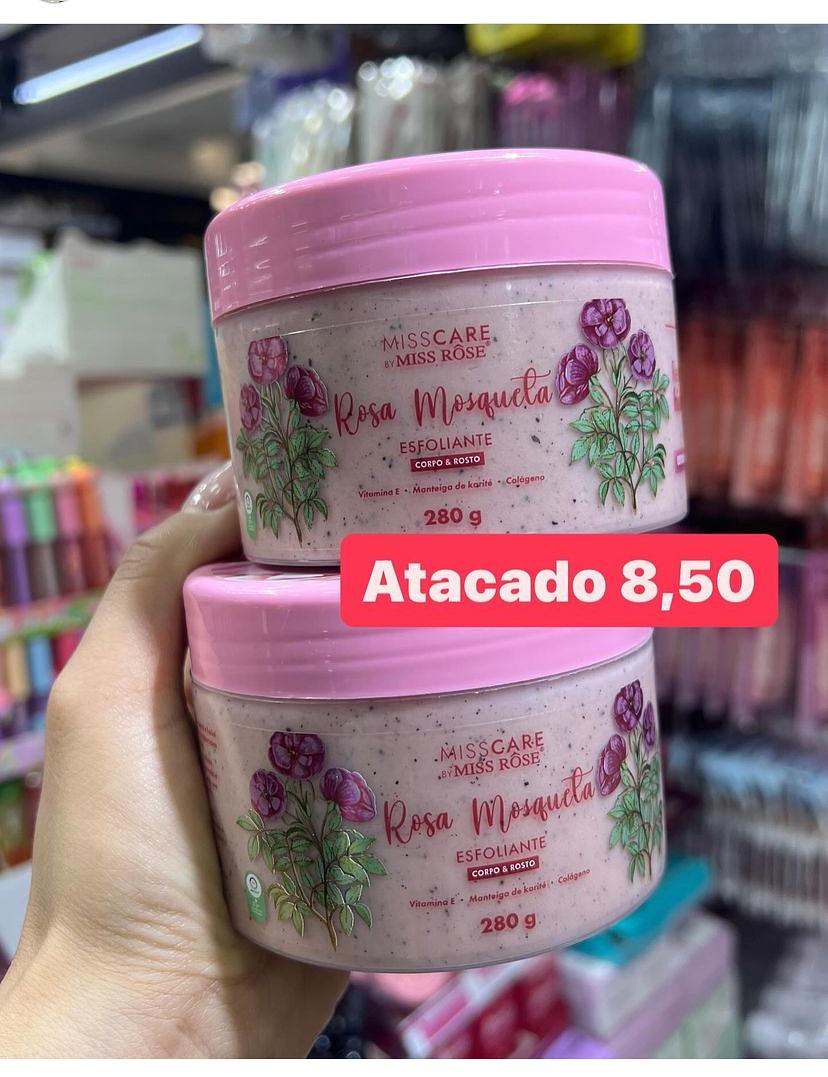 MISSCARE
BY MISS RÔSE
Rosa Mosqueta
ESFOLIANTE
CORPO & ROSTO
Vitamina E • Manteiga de karité • Colágeno
280 g
Atacado 8,50
MISSCARE
BY MISS RÔSE
Rosa Mosqueta
ESFOLIANTE
CORPO & ROSTO
Vitamina E • Manteiga de karité • Colágeno
280 g